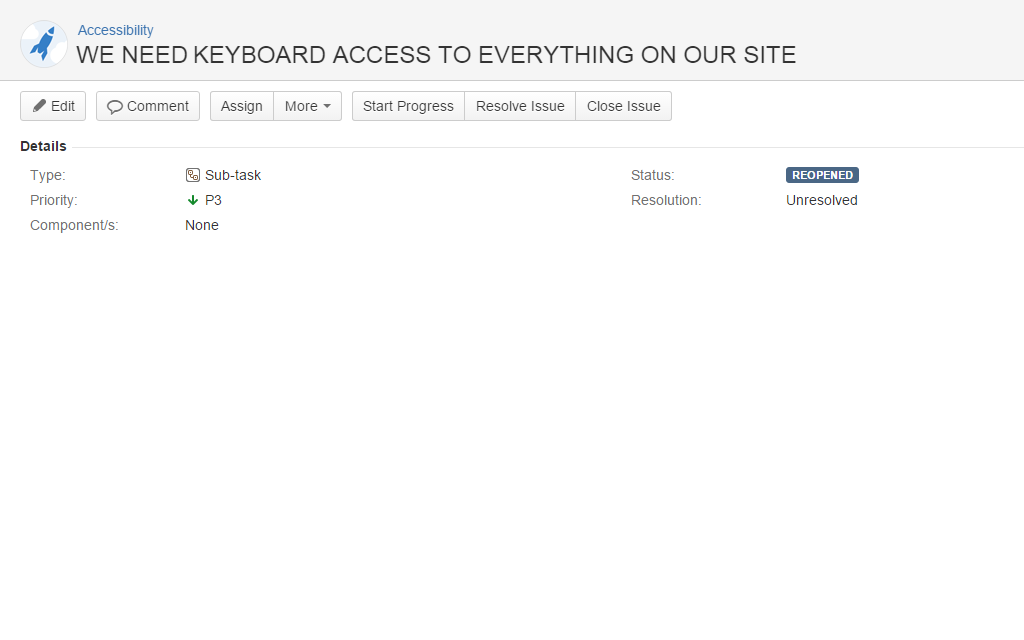 Accessibility
WE NEED KEYBOARD ACCESS TO EVERYTHING ON OUR SITE
Edit Comment Assign More Start Progress Resolve Issue Close Issue
Details
Type: Sub-task Status: REOPENED
Priority: P3 Resolution: Unresolved
Component/s: None